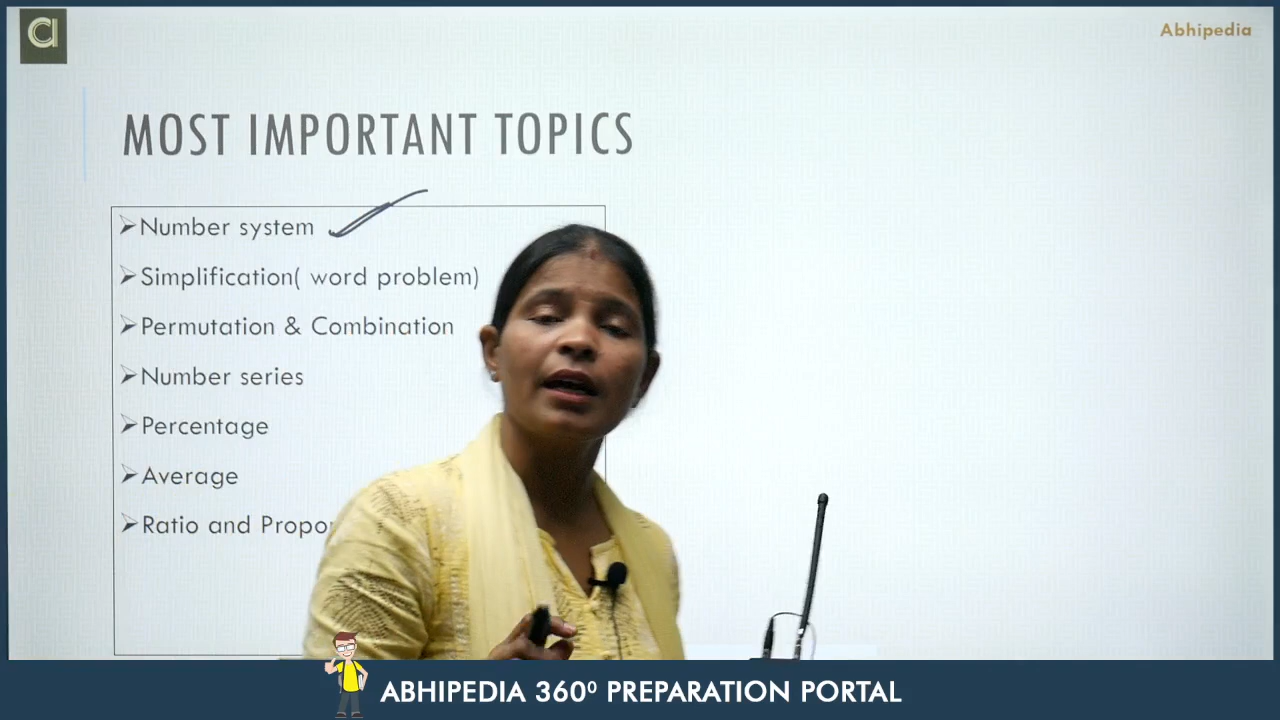 Abhipedia
MOST IMPORTANT TOPICS
Number system
Simplification( word problem)
Permutation & Combination
Number series
Percentage
Average
Ratio and
ABHIPEDIA 360⁰ PREPARATION PORTAL